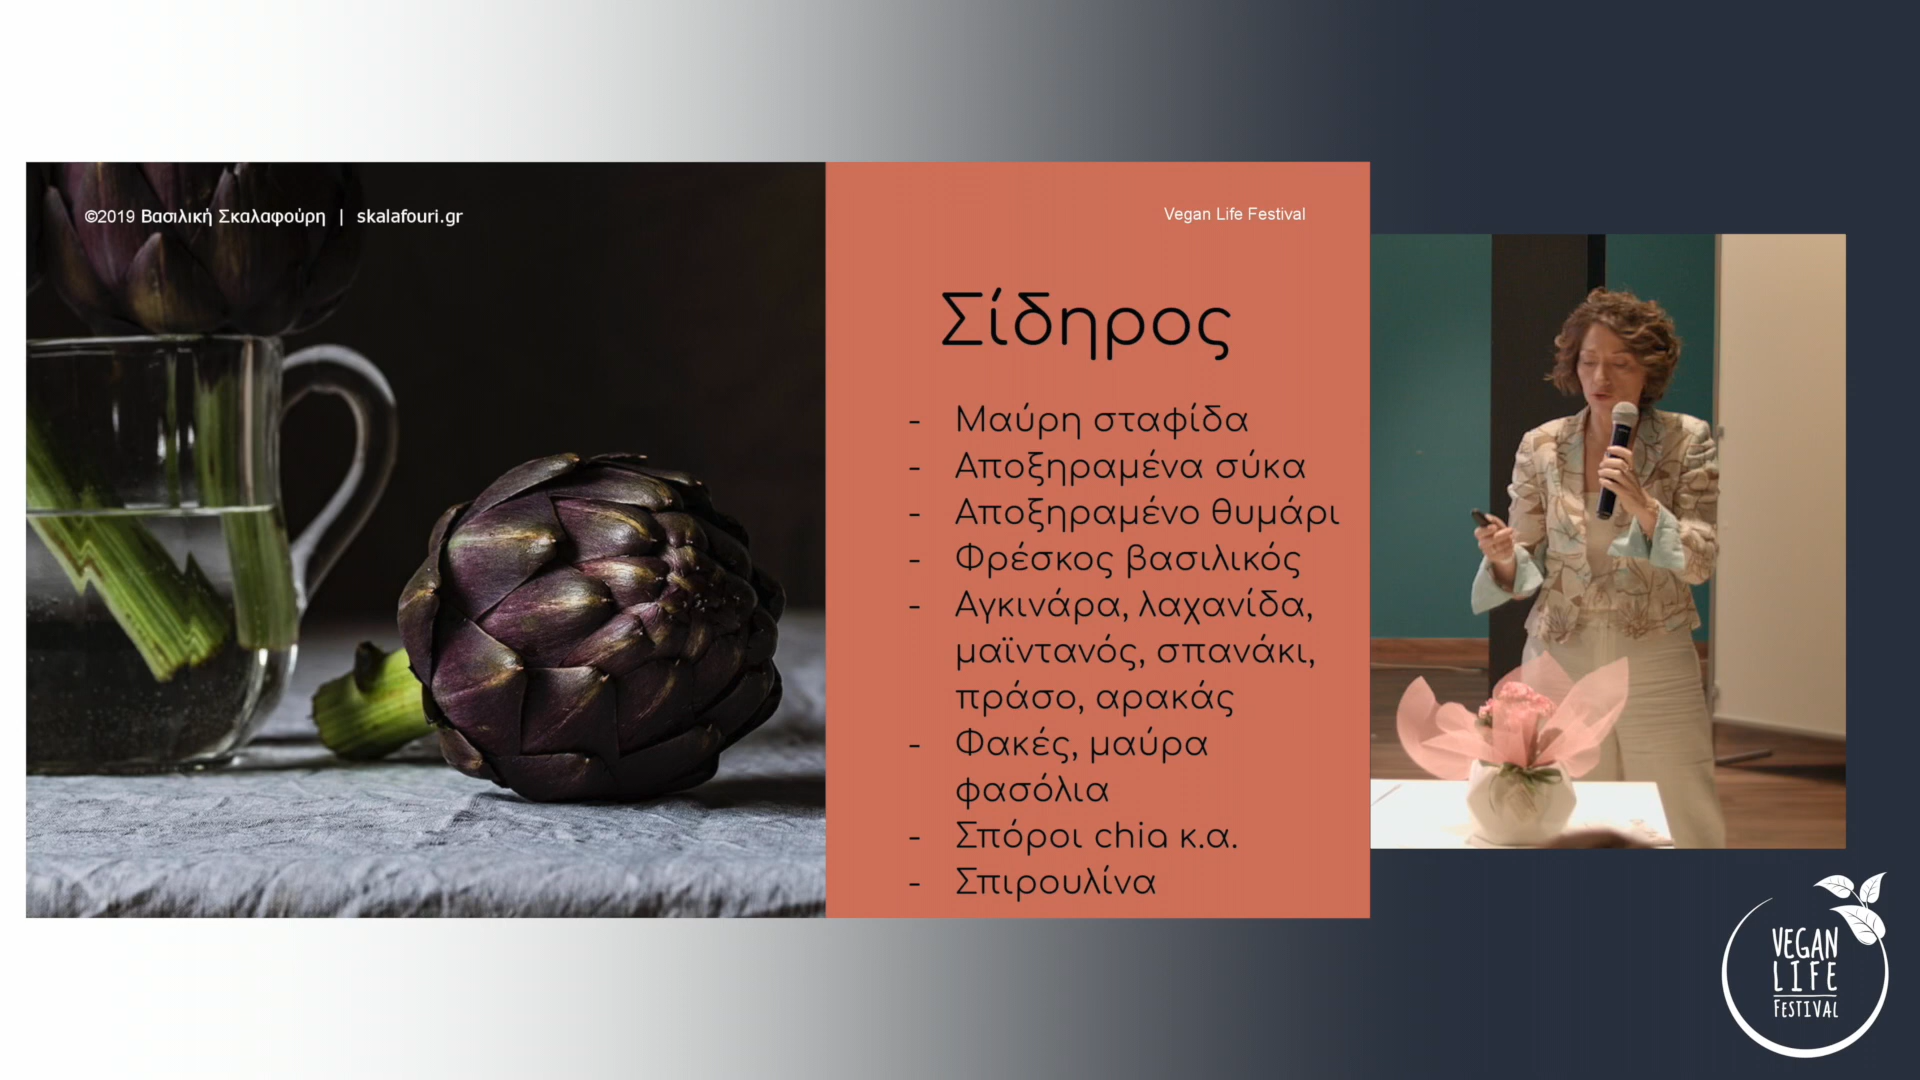 ©2019 Βασιλική Σκαλαφούρη | skalafouri.gr
Vegan Life Festival
Σίδηρος
- Μαύρη σταφίδα
- Αποξηραμένα σύκα
- Αποξηραμένο θυμάρι
- Φρέσκος βασιλικός
- Αγκινάρα, λαχανίδα,
μαϊντανός, σπανάκι,
πράσο, αρακάς
- Φακές, μαύρα
φασόλια
- Σπόροι chia κ.α.
- Σπιρουλίνα
VEGAN
LIFE
FESTIVAL